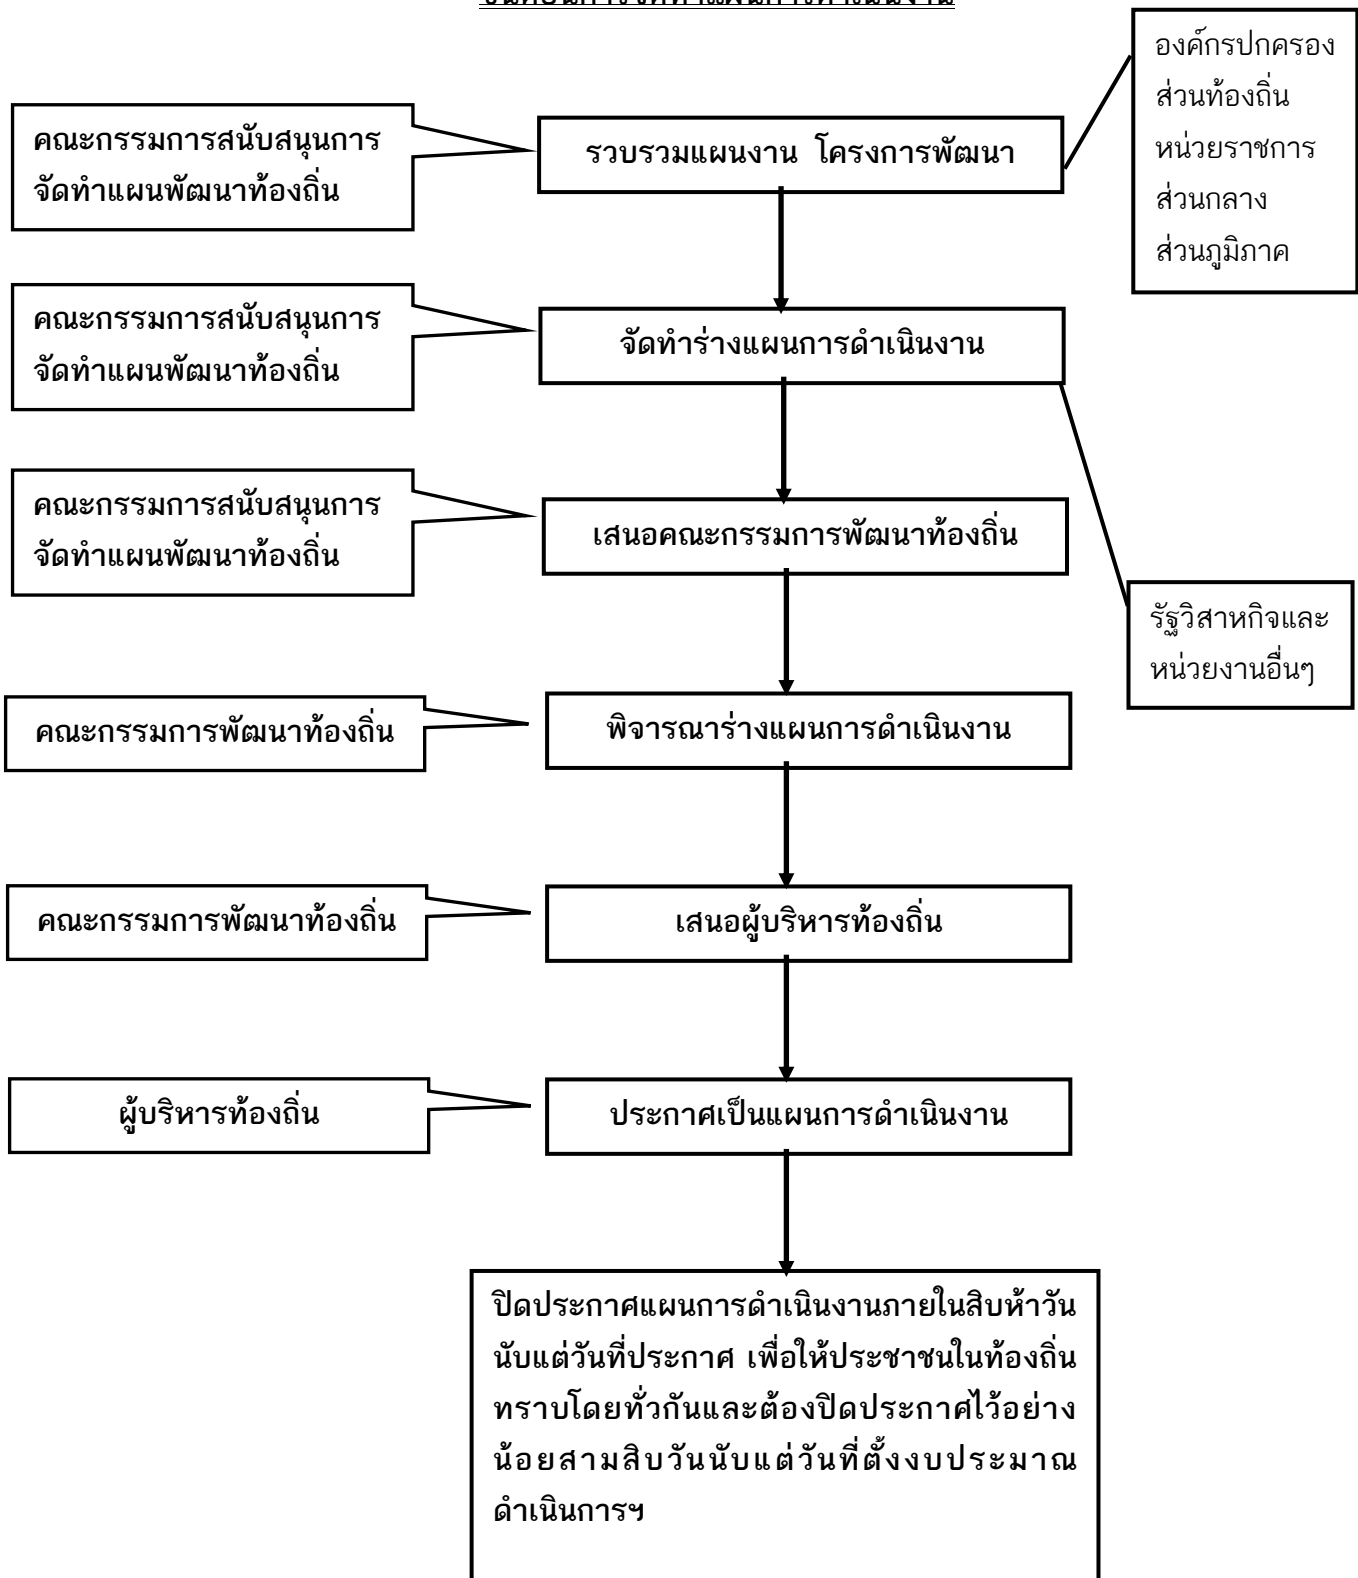 องค์กรปกครอง
ส่วนท้องถิ่น
หน่วยราชการ
ส่วนกลาง
ส่วนภูมิภาค
คณะกรรมการสนับสนุนการ
จัดทำแผนพัฒนาท้องถิ่น
รวบรวมแผนงาน โครงการพัฒนา
คณะกรรมการสนับสนุนการ
จัดทำแผนพัฒนาท้องถิ่น
จัดทำร่างแผนการดำเนินงาน
คณะกรรมการสนับสนุนการ
จัดทำแผนพัฒนาท้องถิ่น
เสนอคณะกรรมการพัฒนาท้องถิ่น
รัฐวิสาหกิจและ
หน่วยงานอื่นๆ
คณะกรรมการพัฒนาท้องถิ่น
พิจารณาร่างแผนการดำเนินงาน
คณะกรรมการพัฒนาท้องถิ่น
เสนอผู้บริหารท้องถิ่น
ผู้บริหารท้องถิ่น
ประกาศเป็นแผนการดำเนินงาน
ปิดประกาศแผนการดำเนินงานภายในสิบห้าวัน
นับแต่วันที่ประกาศ เพื่อให้ประชาชนในท้องถิ่น
ทราบโดยทั่วกันและต้องปิดประกาศไว้อย่าง
น้อยสามสิบวันนับแต่วันที่ตั้งงบประมาณ
ดำเนินการฯ